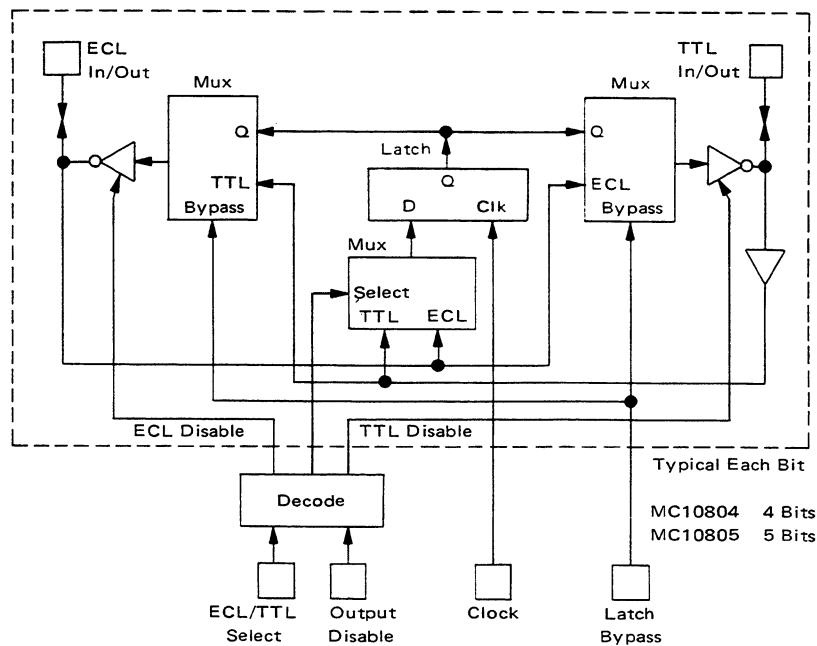 ECL
In/Out
TTL
In/Out
Mux
Mux
Q
Q
Latch
TTL
Q
ECL
Bypass
D
Clk
Bypass
Mux
Select
TTL
ECL
ECL Disable
TTL Disable
Typical Each Bit
Decode
MC10804 4 Bits
MC10805 5 Bits
ECL/TTL
Select
Output
Disable
Clock
Latch
Bypass